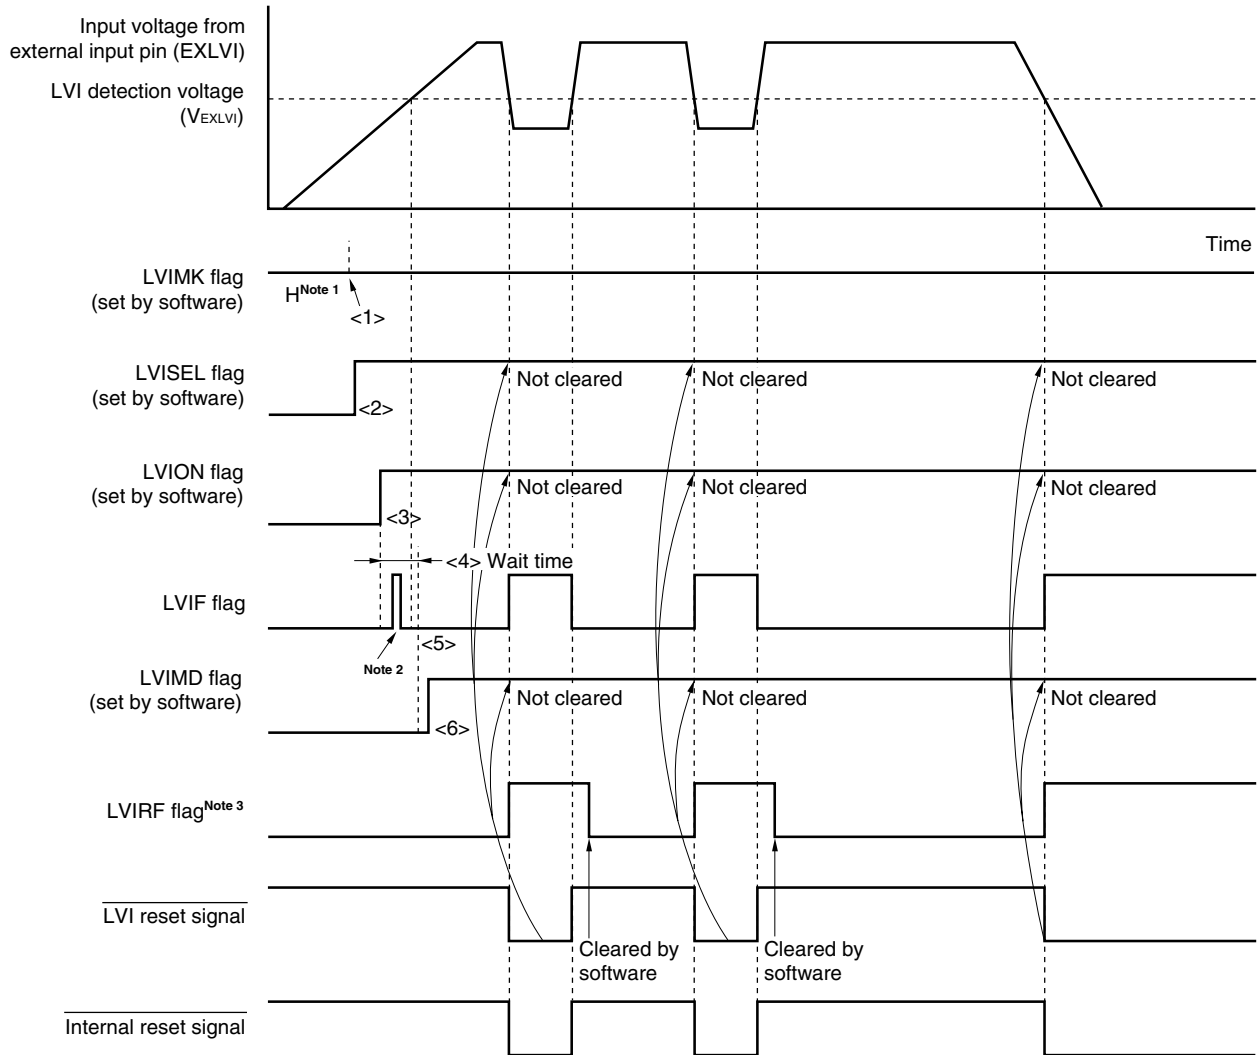 Input voltage from
external input pin (EXLVI)
LVI detection voltage
(VEXLVI)
Time
LVIMK flag
(set by software)
H Note 1
<1>
LVISEL flag
(set by software)
<2>
Not cleared
Not cleared
Not cleared
LVION flag
(set by software)
<3>
Not cleared
Not cleared
Not cleared
<4> Wait time
LVIF flag
Note 2
<5>
LVIMD flag
(set by software)
<6>
Not cleared
Not cleared
Not cleared
LVIRF flag Note 3
LVI reset signal
Cleared by
software
Cleared by
software
Internal reset signal